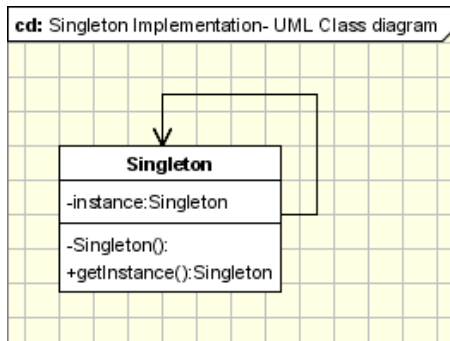 cd: Singleton Implementation- UML Class diagram
Singleton
-instance:Singleton
-Singleton():
+getInstance():Singleton